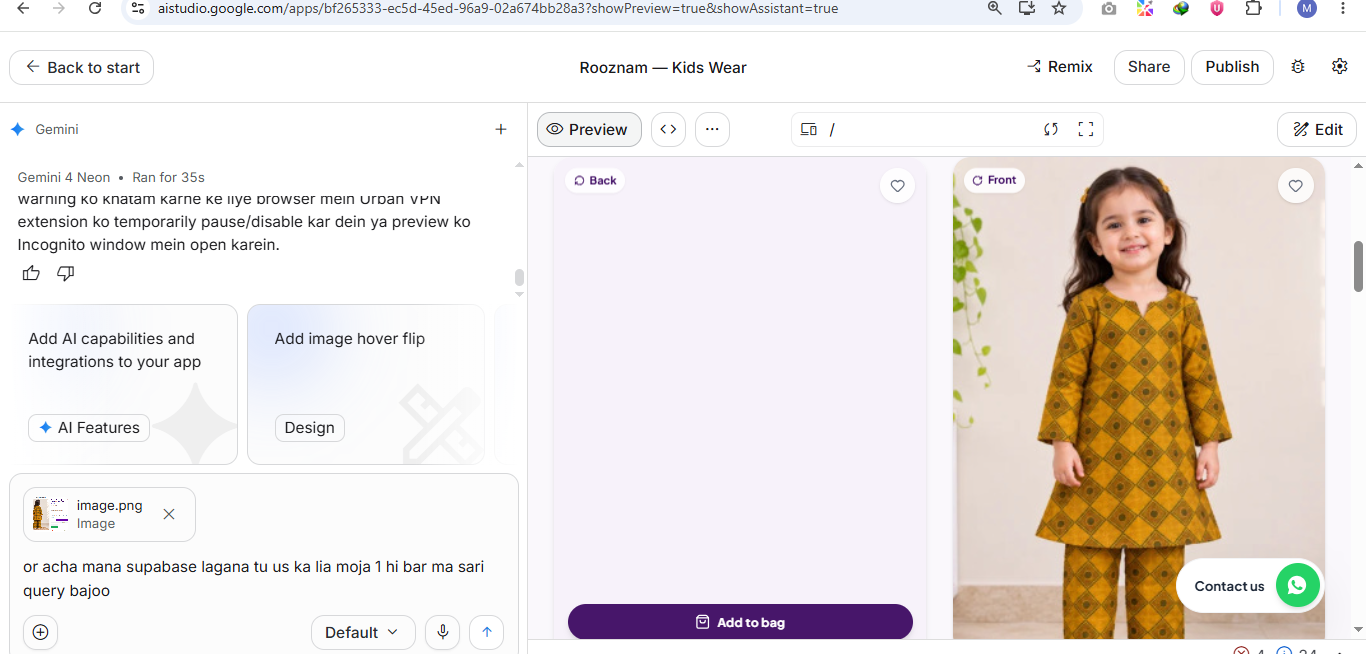 aistudio.google.com/apps/bf265333-ec5d-45ed-96a9-02a674bb28a3?showPreview=true&showAssistant=true
M
Back to start
Rooznam — Kids Wear
Remix
Share
Publish
Gemini
Preview
/
Edit
Gemini 4 Neon • Ran for 35s
warning ko khatam karne ke liye browser mein Urban VPN
extension ko temporarily pause/disable kar dein ya preview ko
Incognito window mein open karein.
Add AI capabilities and
integrations to your app
AI Features
Add image hover flip
Design
image.png
Image
or acha mana supabase lagana tu us ka lia moja 1 hi bar ma sari
query bajoo
Default
Back
Front
Add to bag
Contact us